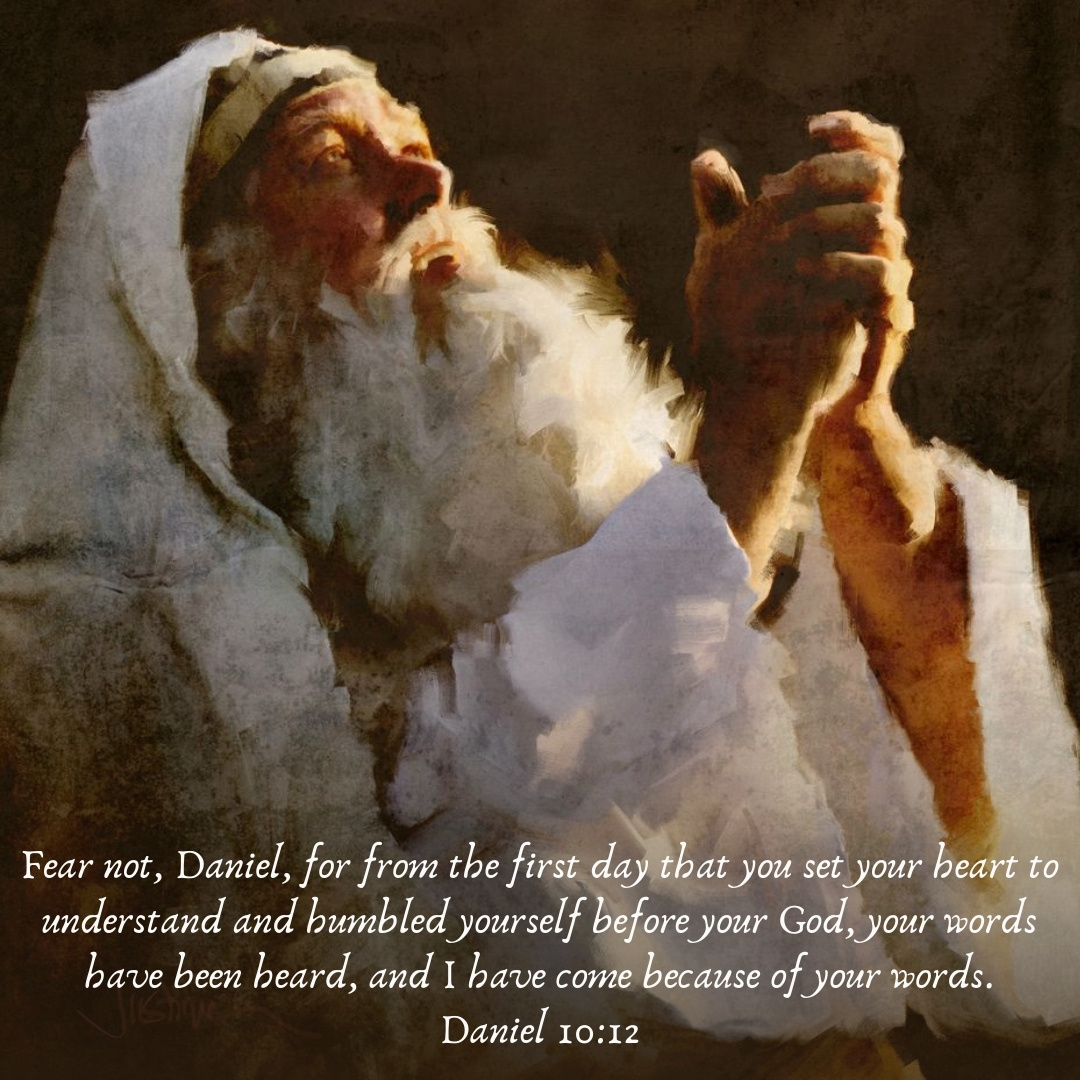 Fear not, Daniel, for from the first day that you set your heart to
understand and humbled yourself before your God, your words
have been heard, and I have come because of your words.
Daniel 10:12